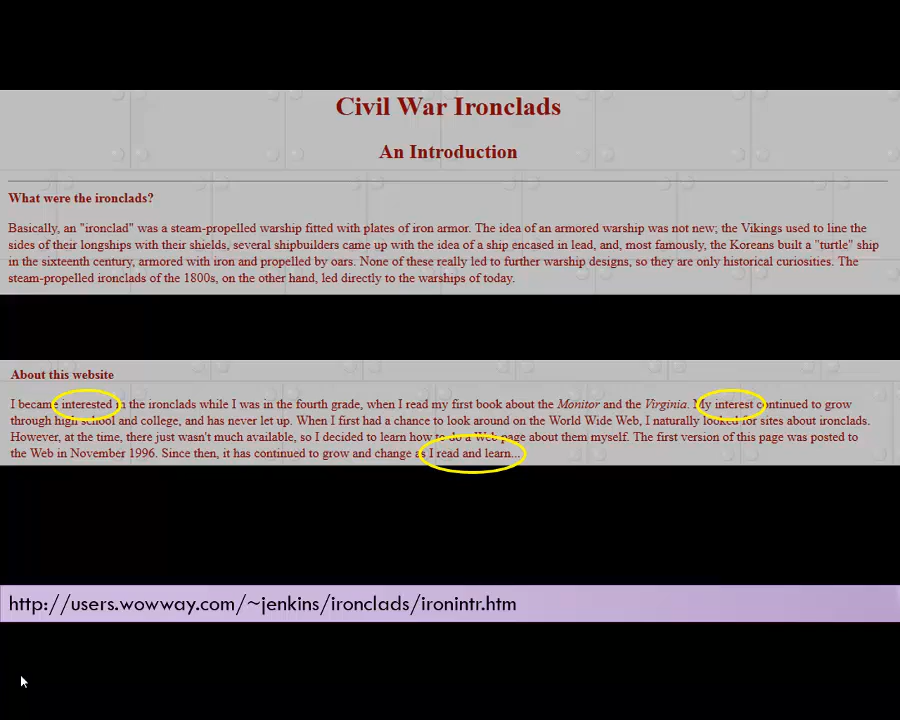 Civil War Ironclads
An Introduction
What were the ironclads?
Basically, an "ironclad" was a steam-propelled warship fitted with plates of iron armor. The idea of an armored warship was not new; the Vikings used to line the
sides of their longships with their shields, several shipbuilders came up with the idea of a ship encased in lead, and, most famously, the Koreans built a "turtle" ship
in the sixteenth century, armored with iron and propelled by oars. None of these really led to further warship designs, so they are only historical curiosities. The
steam-propelled ironclads of the 1800s, on the other hand, led directly to the warships of today.
About this website
I became interested in the ironclads while I was in the fourth grade, when I read my first book about the Monitor and the Virginia. My interest continued to grow
through high school and college, and has never let up. When I first had a chance to look around on the World Wide Web, I naturally looked for sites about ironclads.
However, at the time, there just wasn't much available, so I decided to learn how to do a Web page about them myself. The first version of this page was posted to
the Web in November 1996. Since then, it has continued to grow and change as I read and learn...
http://users.wowway.com/~jenkins/ironclads/ironintr.htm